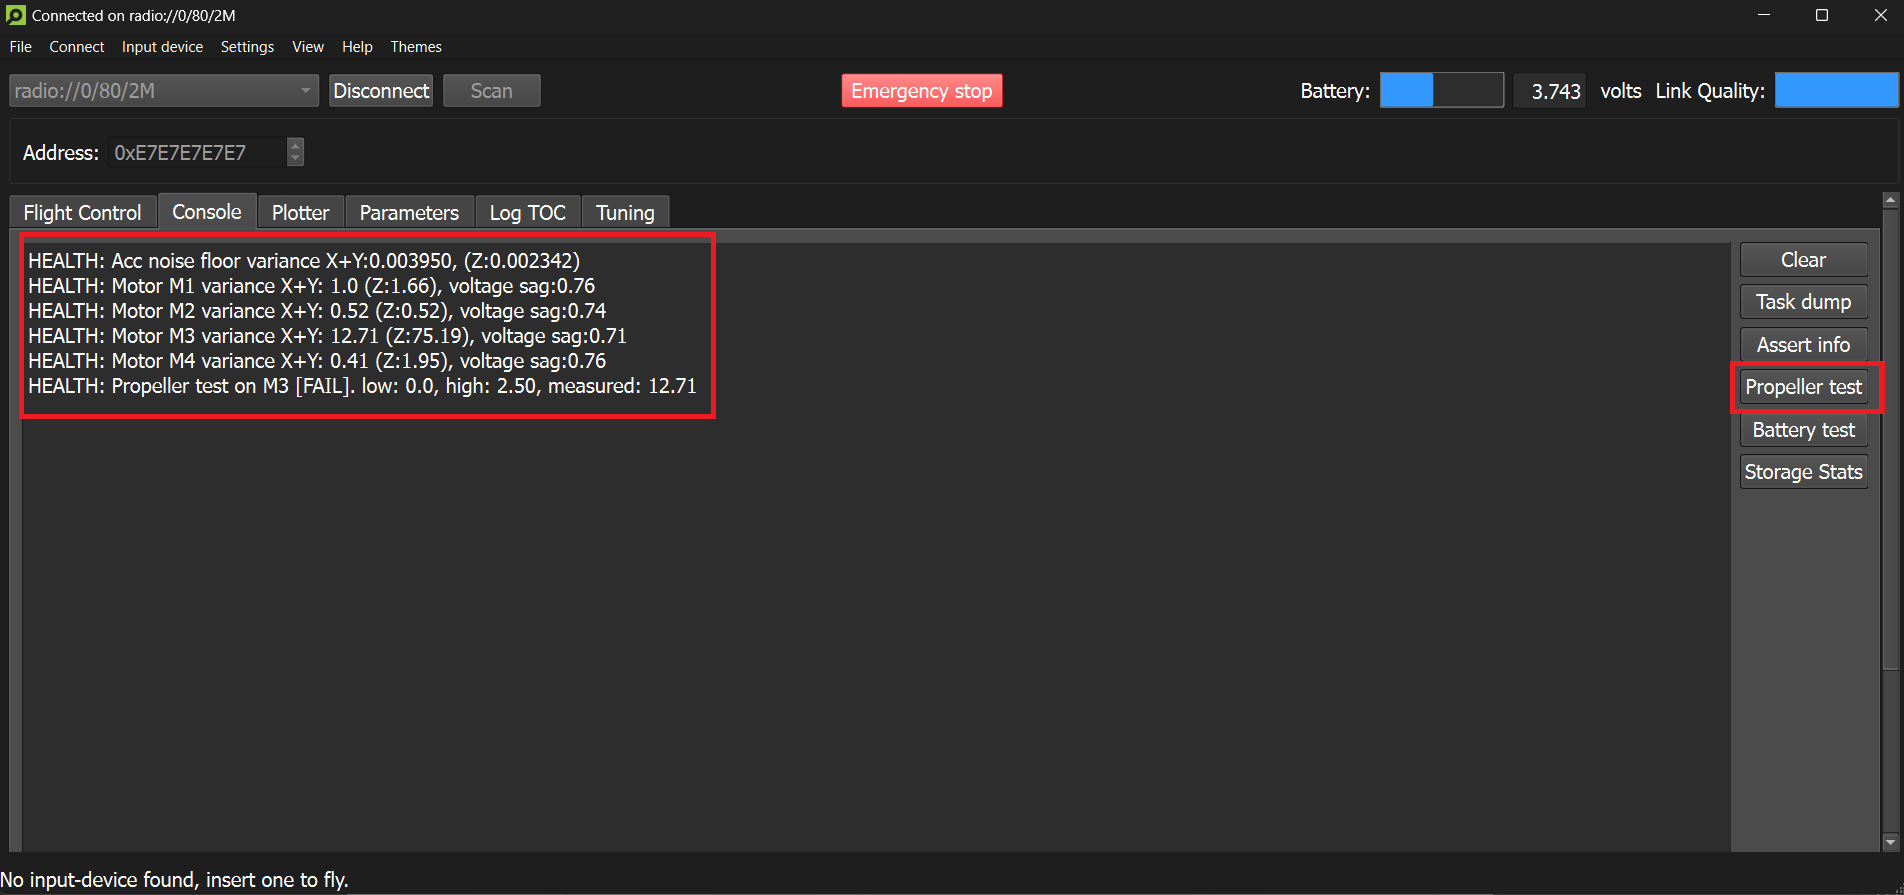 Connected on radio://0/80/2M
File Connect Input device Settings View Help Themes
radio://0/80/2M Disconnect Scan Emergency stop Battery: 3.743 volts Link Quality:
Address: 0xE7E7E7E7E7
Flight Control Console Plotter Parameters Log TOC Tuning
HEALTH: Acc noise floor variance X+Y:0.003950, (Z:0.002342)
HEALTH: Motor M1 variance X+Y: 1.0 (Z:1.66), voltage sag:0.76
HEALTH: Motor M2 variance X+Y: 0.52 (Z:0.52), voltage sag:0.74
HEALTH: Motor M3 variance X+Y: 12.71 (Z:75.19), voltage sag:0.71
HEALTH: Motor M4 variance X+Y: 0.41 (Z:1.95), voltage sag:0.76
HEALTH: Propeller test on M3 [FAIL]. low: 0.0, high: 2.50, measured: 12.71
Clear
Task dump
Assert info
Propeller test
Battery test
Storage Stats
No input-device found, insert one to fly.